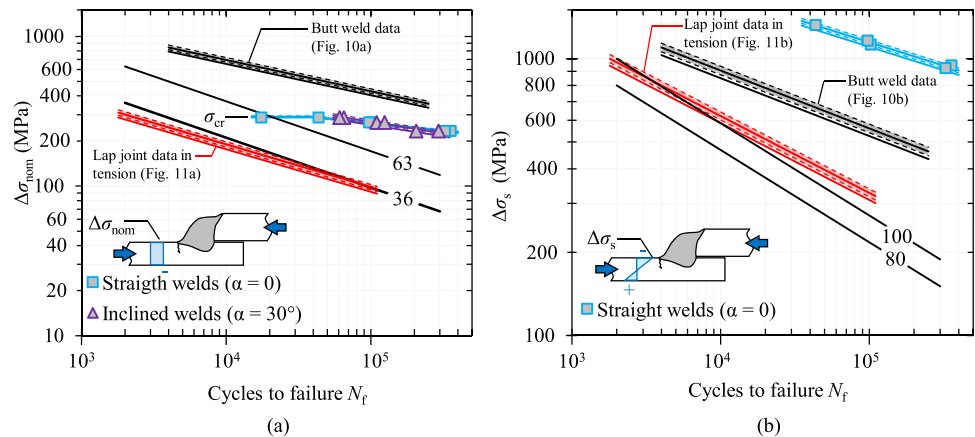 1000
600
400
200
100
60
40
20
10
Δσnom (MPa)
Butt weld data
(Fig. 10a)
σcr
63
Lap joint data in
tension (Fig. 11a)
36
Δσnom
-
Straigth welds (α = 0)
Inclined welds (α = 30°)
10³ 10⁴ 10⁵
Cycles to failure Nf
(a)
1000
800
600
400
200
100
Δσs (MPa)
Lap joint data in
tension (Fig. 11b)
Butt weld data
(Fig. 10b)
100
80
Δσs
-
+
Straight welds (α = 0)
10³ 10⁴ 10⁵
Cycles to failure Nf
(b)